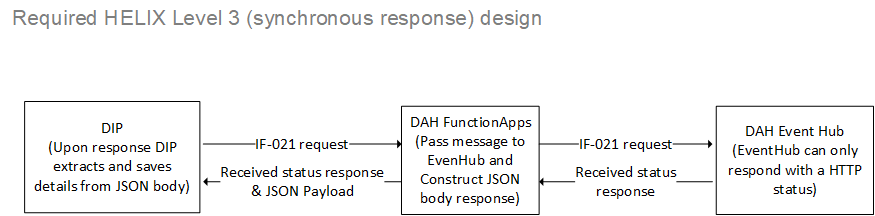 Required HELIX Level 3 (synchronous response) design
DIP
(Upon response DIP
extracts and saves
details from JSON body)
IF-021 request
Received status response
& JSON Payload
DAH FunctionApps
(Pass message to
EvenHub and
Construct JSON
body response)
IF-021 request
Received status
response
DAH Event Hub
(EventHub can only
respond with a HTTP
status)